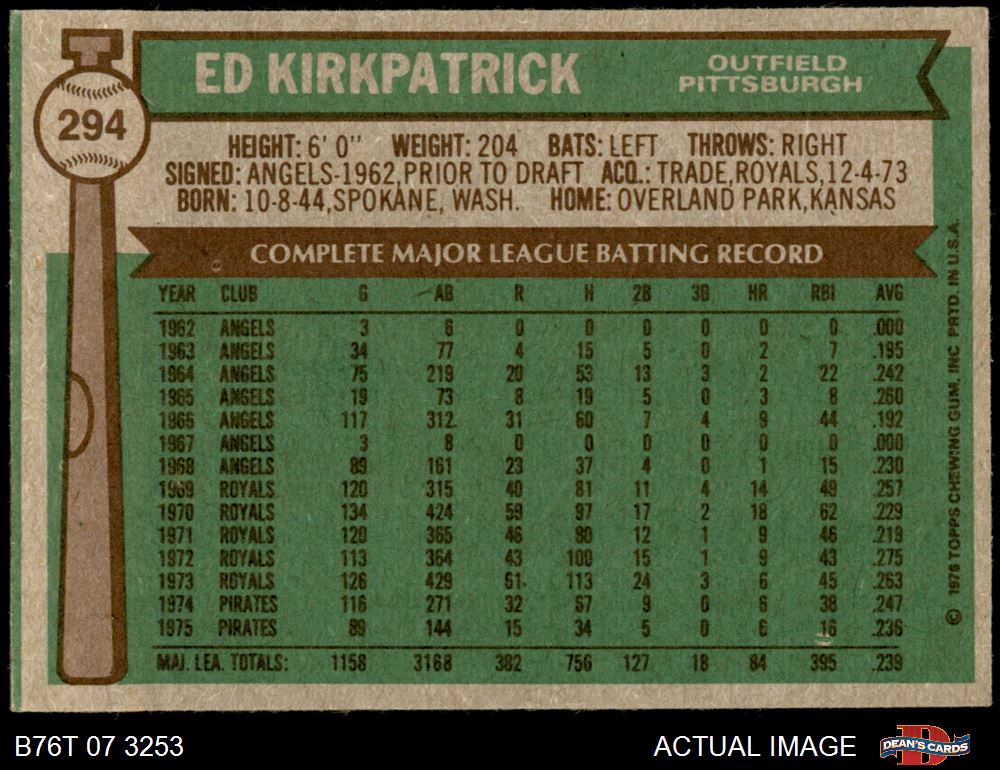 ED KIRKPATRICK
OUTFIELD
PITTSBURGH
294
HEIGHT: 6' 0" WEIGHT: 204 BATS: LEFT THROWS: RIGHT
SIGNED: ANGELS-1962, PRIOR TO DRAFT ACQ.: TRADE, ROYALS, 12-4-73
BORN: 10-8-44, SPOKANE, WASH. HOME: OVERLAND PARK, KANSAS
COMPLETE MAJOR LEAGUE BATTING RECORD
YEAR CLUB G AB R H 2B 3B HR RBI AVG
1962 ANGELS 3 6 0 0 0 0 0 0 .000
1963 ANGELS 34 77 4 15 5 0 2 7 .195
1964 ANGELS 75 219 20 53 13 3 2 22 .242
1965 ANGELS 19 73 8 19 5 0 3 8 .260
1966 ANGELS 117 312 31 60 7 4 9 44 .192
1967 ANGELS 3 8 0 0 0 0 0 0 .000
1968 ANGELS 89 161 23 37 4 0 1 15 .230
1969 ROYALS 120 315 40 81 11 4 14 49 .257
1970 ROYALS 134 424 59 97 17 2 18 62 .229
1971 ROYALS 120 365 46 80 12 1 9 46 .219
1972 ROYALS 113 364 43 100 15 1 9 43 .275
1973 ROYALS 126 429 61 113 24 3 6 45 .263
1974 PIRATES 116 271 32 67 9 0 6 38 .247
1975 PIRATES 89 144 15 34 5 0 6 16 .236
MAJ. LEA. TOTALS: 1158 3168 382 756 127 18 84 395 .239
© 1976 TOPPS CHEWING GUM, INC PRTD. IN U.S.A.
B76T 07 3253
ACTUAL IMAGE
D
DEAN'S CARDS